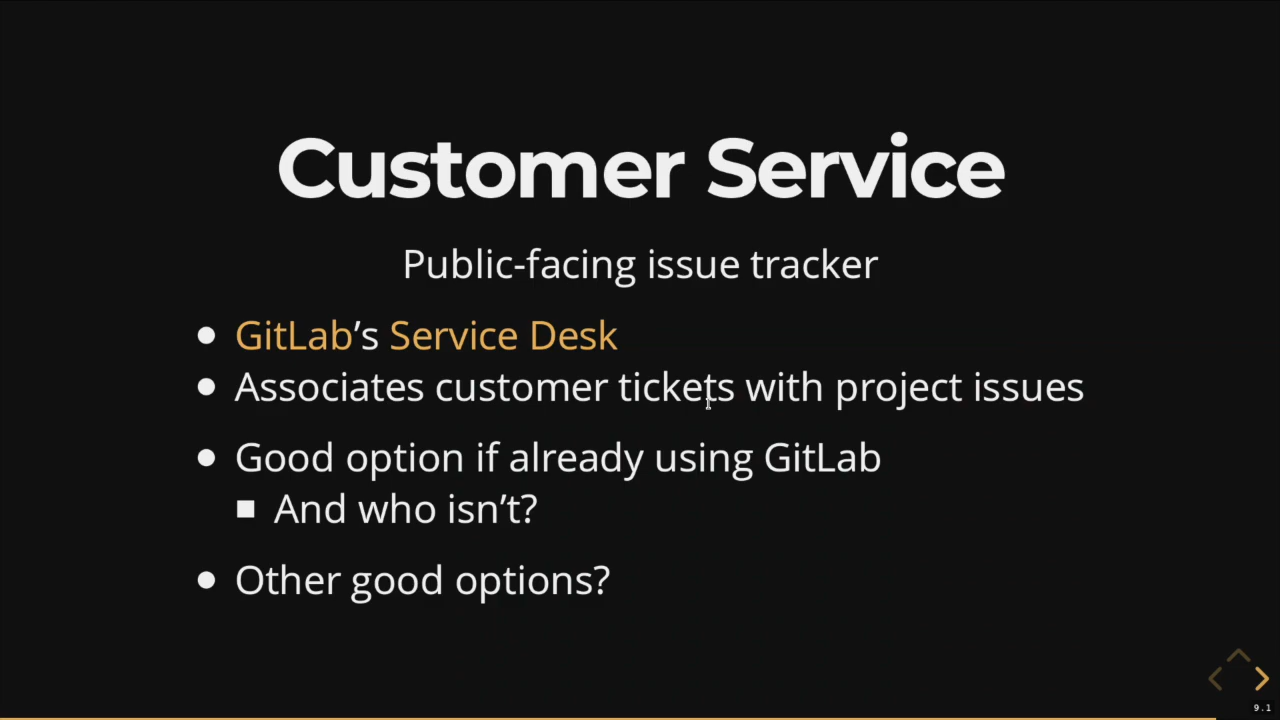 Customer Service
Public-facing issue tracker
GitLab’s Service Desk
Associates customer tickets with project issues
Good option if already using GitLab
And who isn’t?
Other good options?
9.1